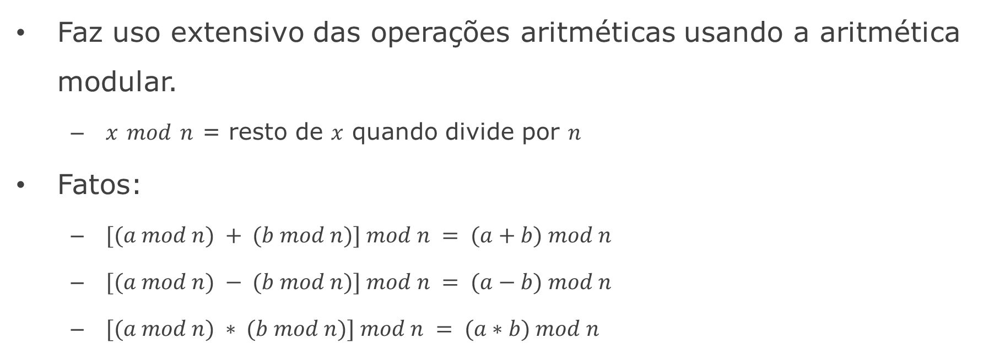 • Faz uso extensivo das operações aritméticas usando a aritmética
modular.
– x mod n = resto de x quando divide por n
• Fatos:
– [(a mod n) + (b mod n)] mod n = (a + b) mod n
– [(a mod n) − (b mod n)] mod n = (a − b) mod n
– [(a mod n) ∗ (b mod n)] mod n = (a ∗ b) mod n